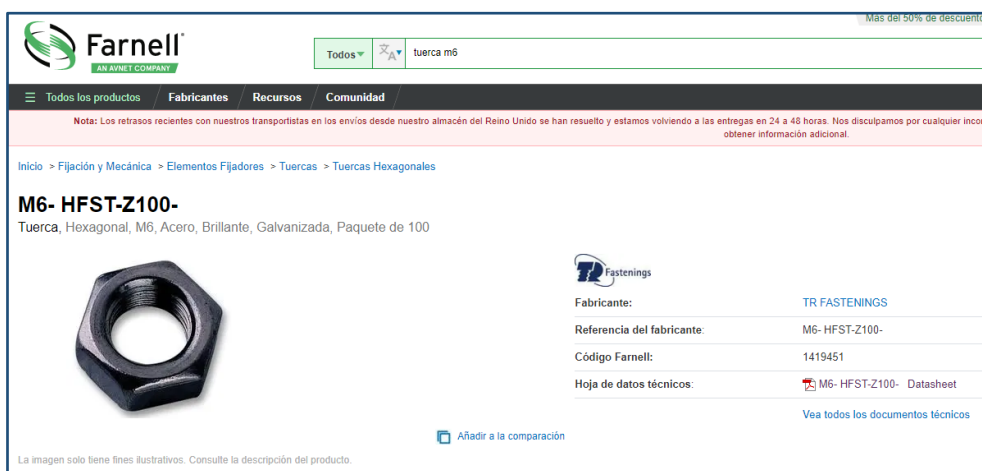 Más del 50% de descuento
Farnell
AN AVNET COMPANY
Todos
tuerca m6
Todos los productos
Fabricantes
Recursos
Comunidad
Nota: Los retrasos recientes con nuestros transportistas en los envíos desde nuestro almacén del Reino Unido se han resuelto y estamos volviendo a las entregas en 24 a 48 horas. Nos disculpamos por cualquier incon
obtener información adicional.
Inicio > Fijación y Mecánica > Elementos Fijadores > Tuercas > Tuercas Hexagonales
M6- HFST-Z100-
Tuerca, Hexagonal, M6, Acero, Brillante, Galvanizada, Paquete de 100
TR Fastenings
Fabricante: TR FASTENINGS
Referencia del fabricante: M6- HFST-Z100-
Código Farnell: 1419451
Hoja de datos técnicos: M6- HFST-Z100- Datasheet
Vea todos los documentos técnicos
Añadir a la comparación
La imagen solo tiene fines ilustrativos. Consulte la descripción del producto.